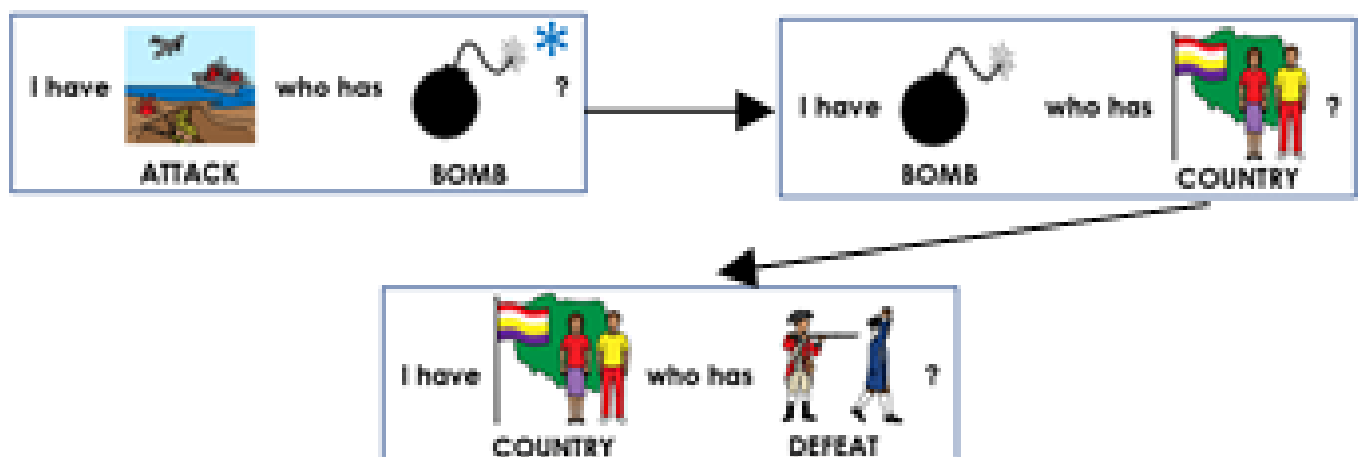 I have who has ?
ATTACK BOMB
I have who has ?
BOMB COUNTRY
I have who has ?
COUNTRY DEFEAT